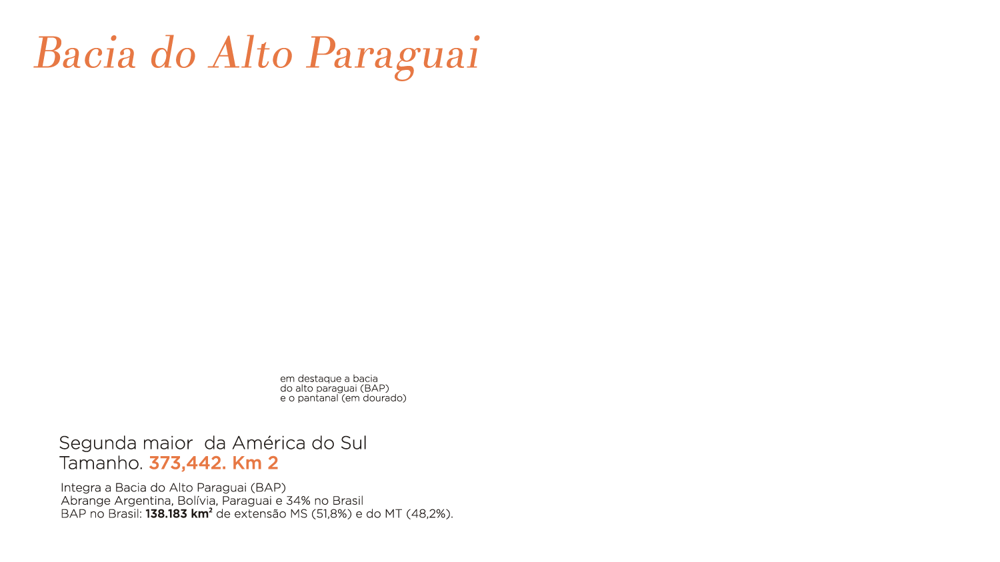 Bacia do Alto Paraguai
em destaque a bacia
do alto paraguai (BAP)
e o pantanal (em dourado)
Segunda maior  da América do Sul
Tamanho. 373,442. Km 2
Integra a Bacia do Alto Paraguai (BAP)
Abrange Argentina, Bolívia, Paraguai e 34% no Brasil
BAP no Brasil: 138.183 km² de extensão MS (51,8%) e do MT (48,2%).